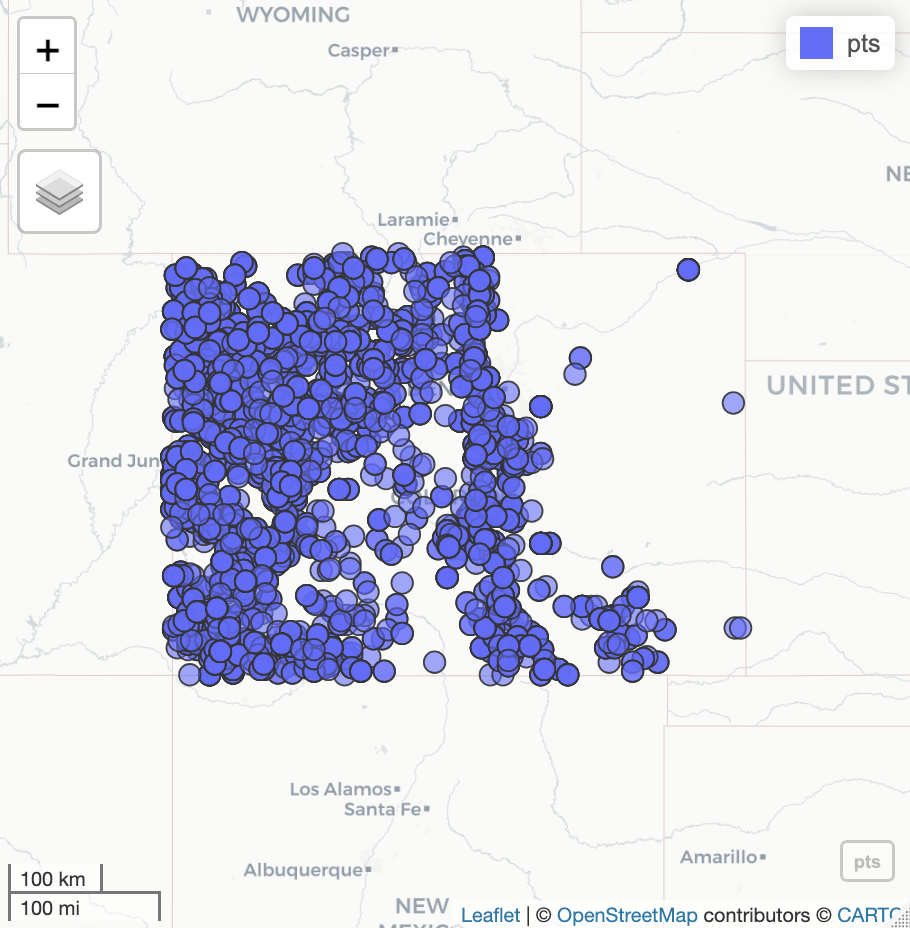 WYOMING
+
Casper
pts
−
NE
Laramie
Cheyenne
UNITED ST
Grand Jun
Los Alamos
Santa Fe
Albuquerque
Amarillo
pts
100 km
100 mi
NEW
MEXICO
Leaflet | © OpenStreetMap contributors © CARTO